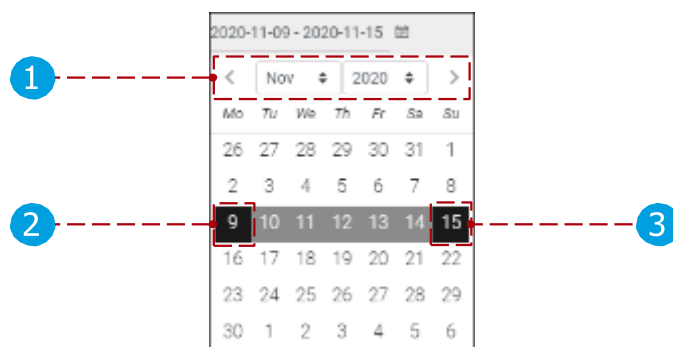 2020-11-09 - 2020-11-15
1 < Nov 2020 >
Mo Tu We Th Fr Sa Su
26 27 28 29 30 31 1
2 3 4 5 6 7 8
2 9 10 11 12 13 14 15 3
16 17 18 19 20 21 22
23 24 25 26 27 28 29
30 1 2 3 4 5 6